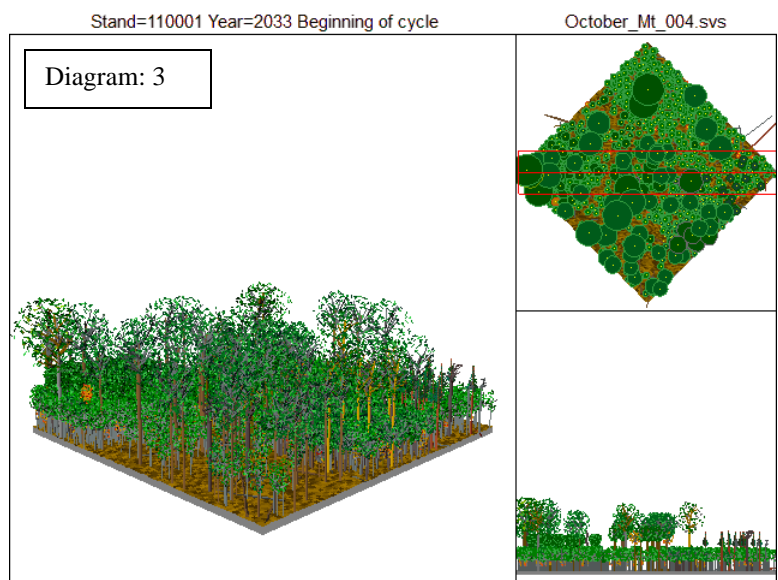 Stand=110001 Year=2033 Beginning of cycle
October_Mt_004.svs
Diagram: 3